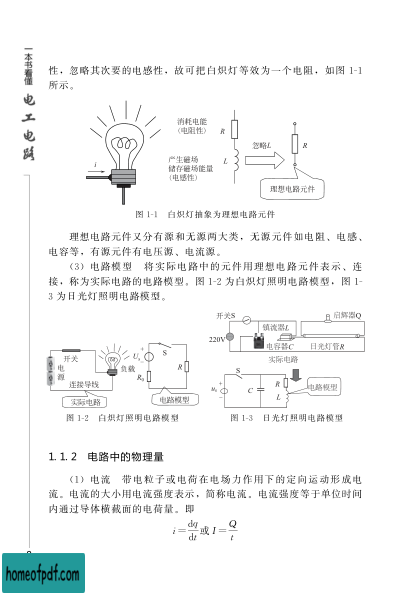 一本书看懂
电工电路
性，忽略其次要的电感性，故可把白炽灯等效为一个电阻，如图 1-1
所示。
消耗电能
(电阻性)
R
产生磁场
储存磁场能量
(电感性)
L
i
忽略L
R
理想电路元件
图 1-1 白炽灯抽象为理想电路元件
理想电路元件又分有源和无源两大类，无源元件如电阻、电感、
电容等，有源元件有电压源、电流源。
（3）电路模型 将实际电路中的元件用理想电路元件表示、连
接，称为实际电路的电路模型。图 1-2 为白炽灯照明电路模型，图 1-
3 为日光灯照明电路模型。
开关
电源
负载
连接导线
实际电路
+
Us
−
R0
S
R
电路模型
图 1-2 白炽灯照明电路模型
开关S
启辉器Q
镇流器L
220V
电容器C
日光灯管R
实际电路
S
+
us
−
C
R
L
电路模型
图 1-3 日光灯照明电路模型
1.1.2 电路中的物理量
（1）电流 带电粒子或电荷在电场力作用下的定向运动形成电
流。电流的大小用电流强度表示，简称电流。电流强度等于单位时间
内通过导体横截面的电荷量。即
i = dq/dt 或 I = Q/t
homeofpdf.com